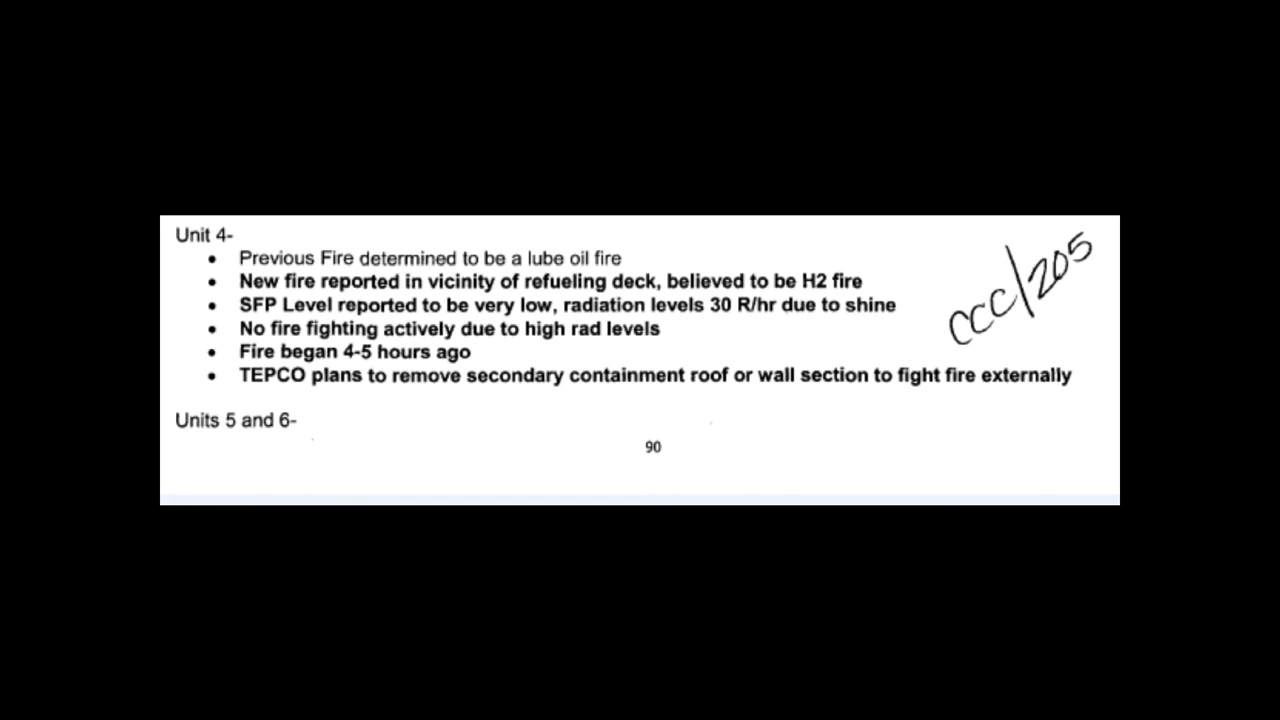 Unit 4-
• Previous Fire determined to be a lube oil fire
• New fire reported in vicinity of refueling deck, believed to be H2 fire
• SFP Level reported to be very low, radiation levels 30 R/hr due to shine
• No fire fighting actively due to high rad levels
• Fire began 4-5 hours ago
• TEPCO plans to remove secondary containment roof or wall section to fight fire externally
CCC/205
Units 5 and 6-
90